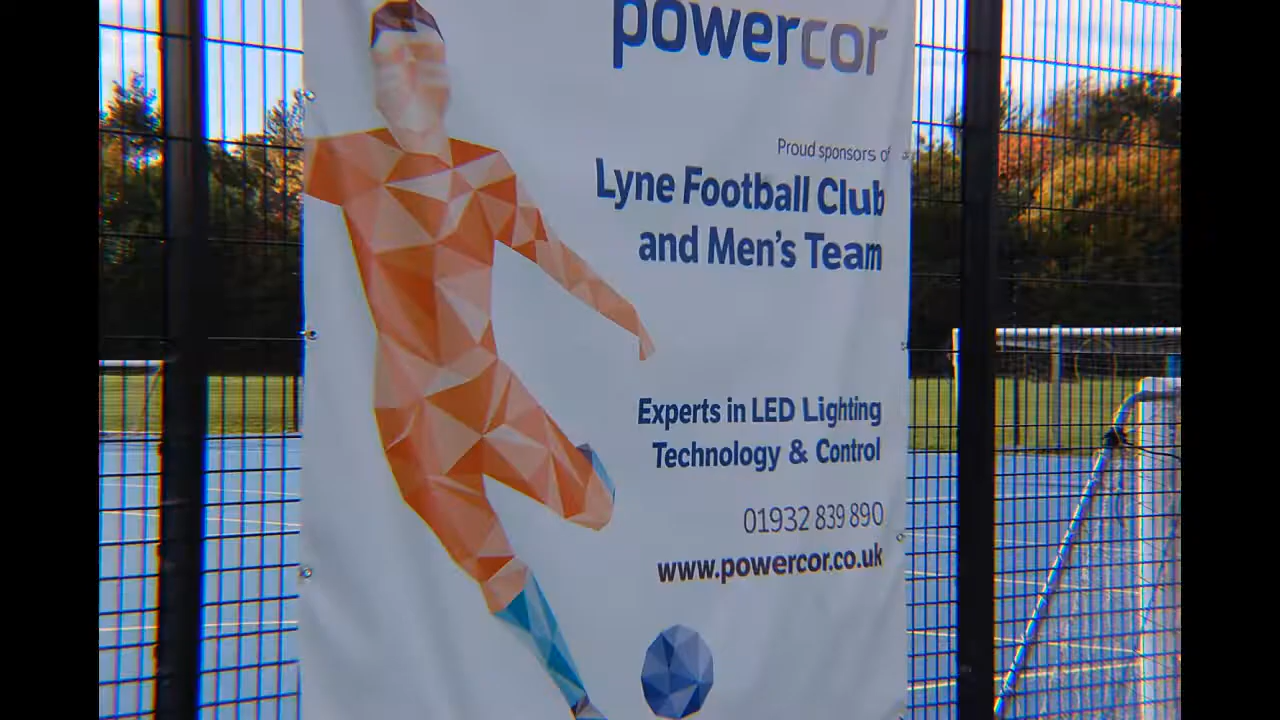 powercor
Proud sponsors of
Lyne Football Club
and Men's Team
Experts in LED Lighting
Technology & Control
01932 839 890
www.powercor.co.uk